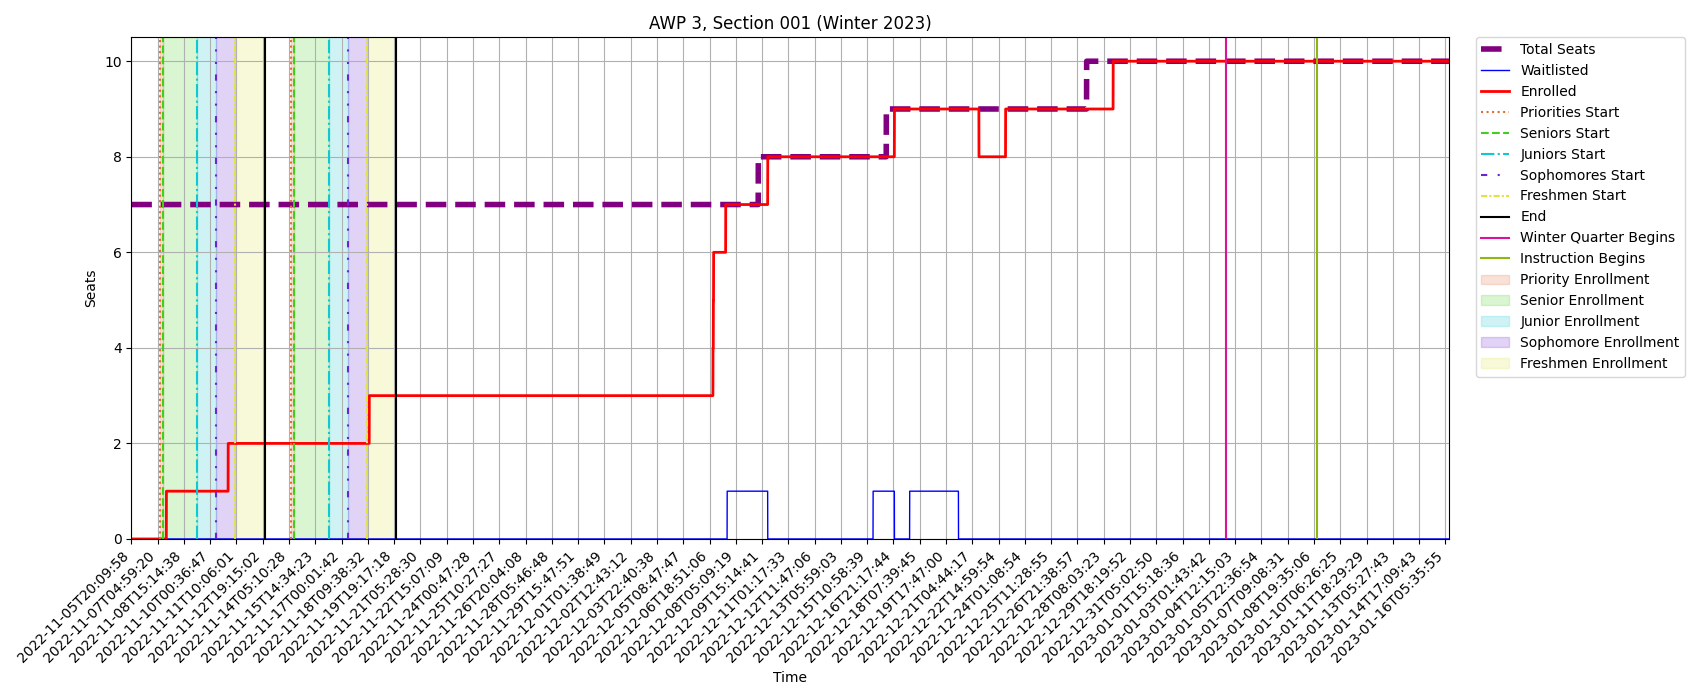 AWP 3, Section 001 (Winter 2023)
10
8
6
4
2
0
Seats
2022-11-05T20:09:58
2022-11-07T04:59:20
2022-11-08T15:14:38
2022-11-10T00:36:47
2022-11-11T10:06:01
2022-11-12T19:15:02
2022-11-14T05:10:28
2022-11-15T14:34:23
2022-11-17T00:01:42
2022-11-18T09:38:32
2022-11-19T19:17:18
2022-11-21T05:28:30
2022-11-22T15:07:09
2022-11-24T00:47:28
2022-11-25T10:27:27
2022-11-26T20:04:08
2022-11-28T05:46:48
2022-11-29T15:47:51
2022-12-01T01:38:49
2022-12-02T12:43:12
2022-12-03T22:40:38
2022-12-05T08:47:47
2022-12-06T18:51:06
2022-12-08T05:09:19
2022-12-09T15:14:41
2022-12-11T01:17:33
2022-12-12T11:47:06
2022-12-13T15:59:03
2022-12-15T10:58:39
2022-12-16T21:17:44
2022-12-18T07:39:45
2022-12-19T17:47:00
2022-12-21T04:44:17
2022-12-22T14:59:54
2022-12-24T01:08:54
2022-12-25T11:28:55
2022-12-26T21:38:57
2022-12-28T08:03:23
2022-12-29T18:19:52
2022-12-31T05:02:50
2023-01-01T15:18:36
2023-01-03T01:43:42
2023-01-04T12:15:03
2023-01-05T22:36:54
2023-01-07T09:08:31
2023-01-08T19:35:06
2023-01-10T06:26:25
2023-01-11T18:29:29
2023-01-13T05:27:43
2023-01-14T17:09:43
2023-01-16T05:35:55
Time
Total Seats
Waitlisted
Enrolled
Priorities Start
Seniors Start
Juniors Start
Sophomores Start
Freshmen Start
End
Winter Quarter Begins
Instruction Begins
Priority Enrollment
Senior Enrollment
Junior Enrollment
Sophomore Enrollment
Freshmen Enrollment